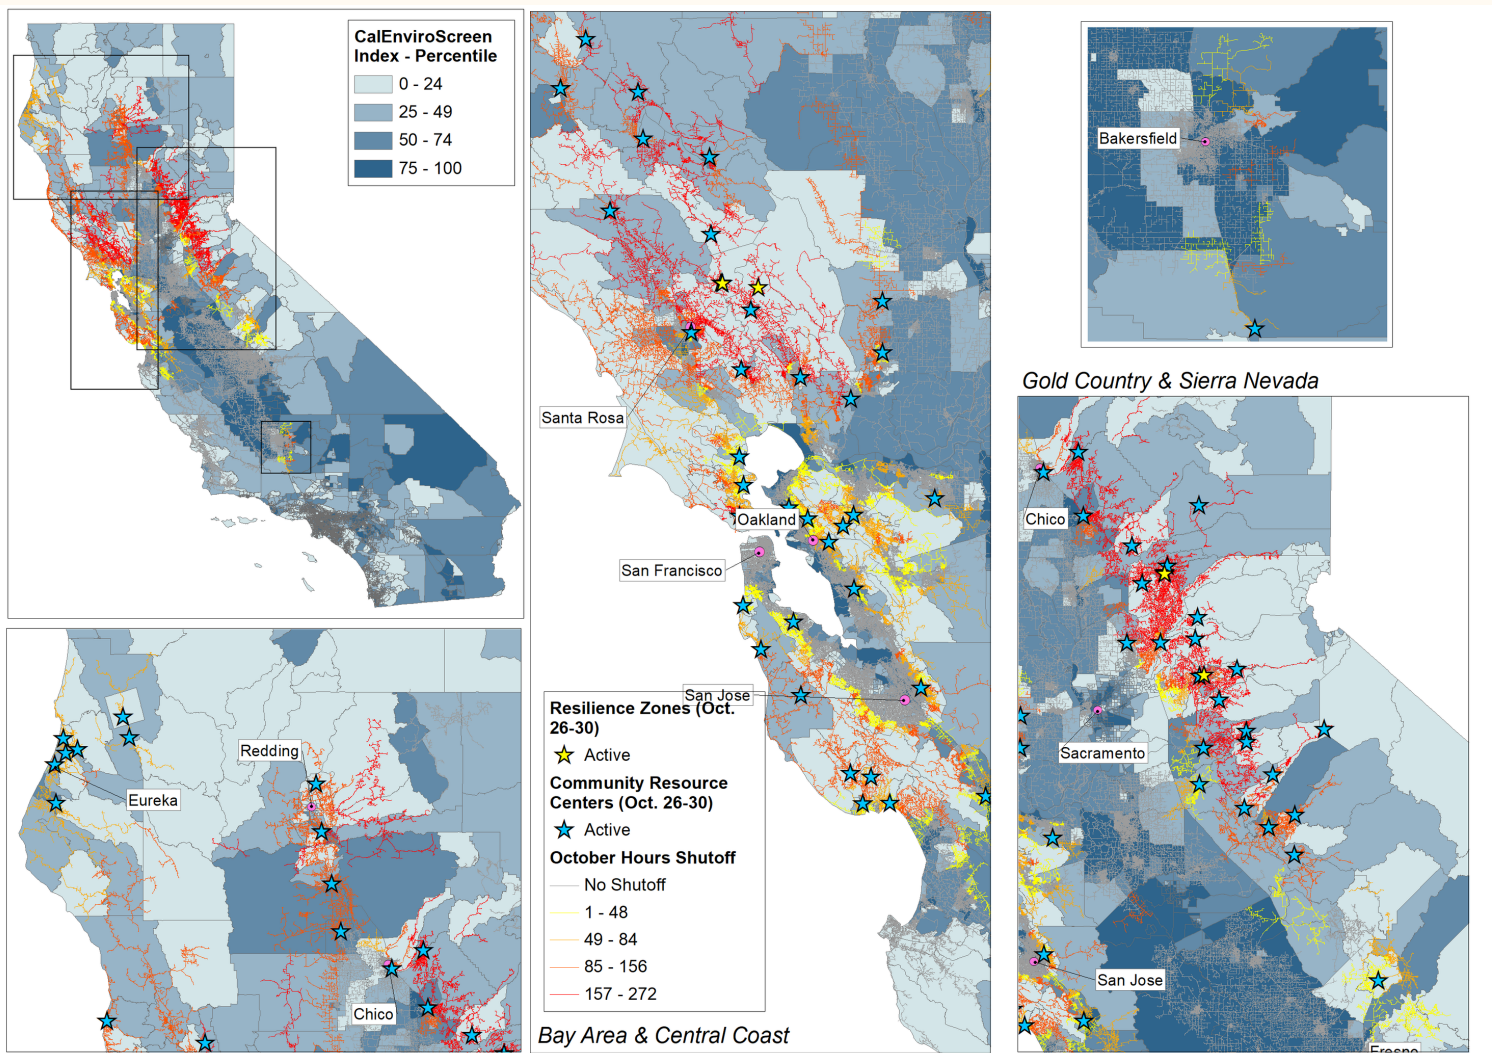 CalEnviroScreen
Index - Percentile
0 - 24
25 - 49
50 - 74
75 - 100
Bakersfield
Gold Country & Sierra Nevada
Santa Rosa
Oakland
San Francisco
San Jose
Resilience Zones (Oct.
26-30)
Active
Community Resource
Centers (Oct. 26-30)
Active
October Hours Shutoff
No Shutoff
1 - 48
49 - 84
85 - 156
157 - 272
Bay Area & Central Coast
Redding
Eureka
Chico
Chico
Sacramento
San Jose
Fresno